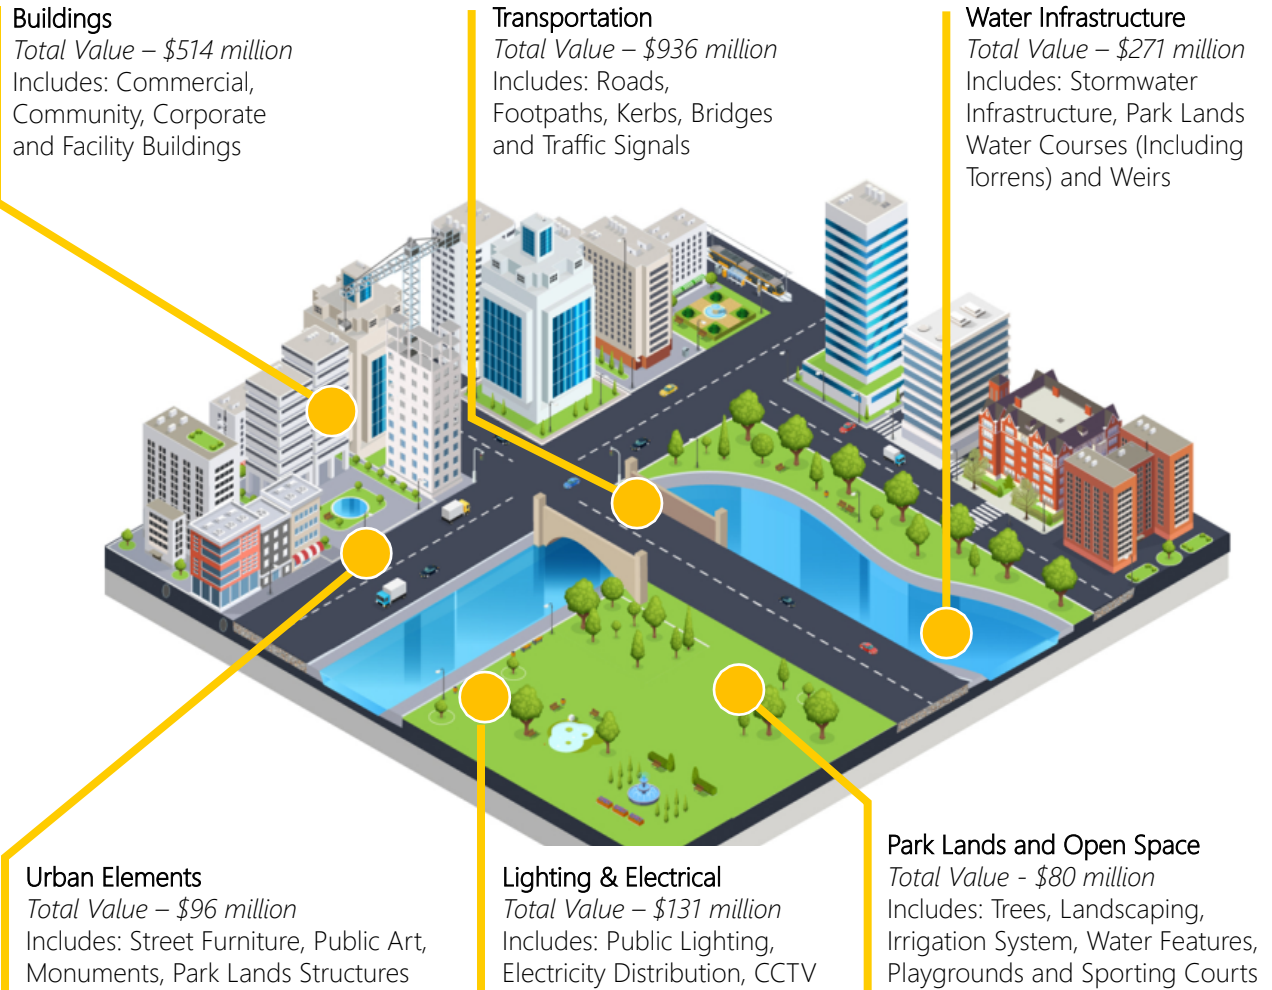 Buildings
Total Value – $514 million
Includes: Commercial,
Community, Corporate
and Facility Buildings
Transportation
Total Value – $936 million
Includes: Roads,
Footpaths, Kerbs, Bridges
and Traffic Signals
Water Infrastructure
Total Value – $271 million
Includes: Stormwater
Infrastructure, Park Lands
Water Courses (Including
Torrens) and Weirs
Urban Elements
Total Value – $96 million
Includes: Street Furniture, Public Art,
Monuments, Park Lands Structures
Lighting & Electrical
Total Value – $131 million
Includes: Public Lighting,
Electricity Distribution, CCTV
Park Lands and Open Space
Total Value - $80 million
Includes: Trees, Landscaping,
Irrigation System, Water Features,
Playgrounds and Sporting Courts